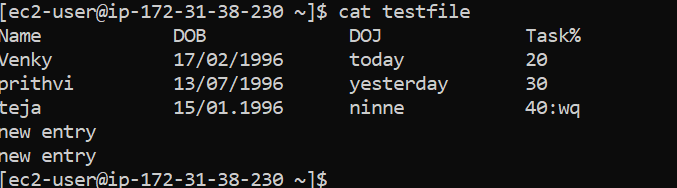 [ec2-user@ip-172-31-38-230 ~]$ cat testfile
Name DOB DOJ Task%
Venky 17/02/1996 today 20
prithvi 13/07/1996 yesterday 30
teja 15/01.1996 ninne 40:wq
new entry
new entry
[ec2-user@ip-172-31-38-230 ~]$